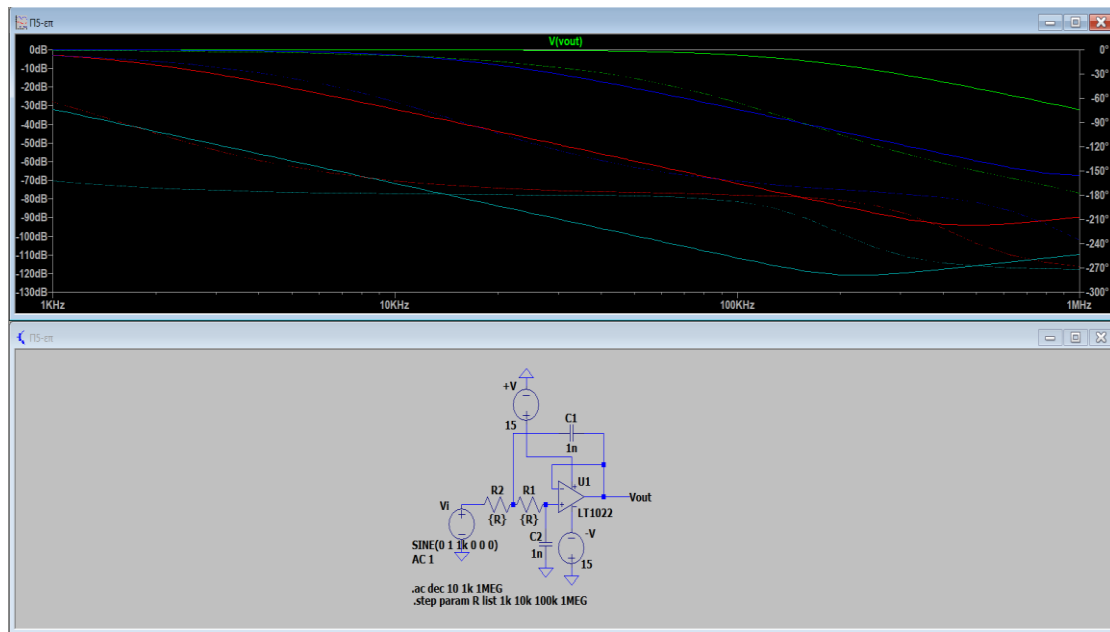 Π5-επ
V(vout)
0dB
-10dB
-20dB
-30dB
-40dB
-50dB
-60dB
-70dB
-80dB
-90dB
-100dB
-110dB
-120dB
-130dB
0°
-30°
-60°
-90°
-120°
-150°
-180°
-210°
-240°
-270°
-300°
1KHz
10KHz
100KHz
1MHz
Π5-επ
+V
15
C1
1n
R2
R1
U1
Vi
{R}
{R}
Vout
LT1022
C2
1n
-V
15
SINE(0 1 1k 0 0 0)
AC 1
.ac dec 10 1k 1MEG
.step param R list 1k 10k 100k 1MEG